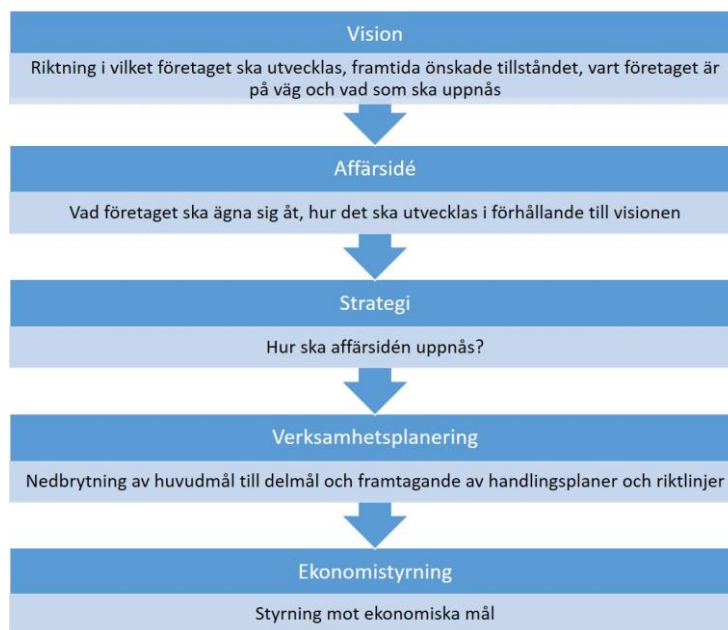 Vision
Riktning i vilket företaget ska utvecklas, framtida önskade tillståndet, vart företaget är
på väg och vad som ska uppnås
Affärsidé
Vad företaget ska ägna sig åt, hur det ska utvecklas i förhållande till visionen
Strategi
Hur ska affärsidén uppnås?
Verksamhetsplanering
Nedbrytning av huvudmål till delmål och framtagande av handlingsplaner och riktlinjer
Ekonomistyrning
Styrning mot ekonomiska mål